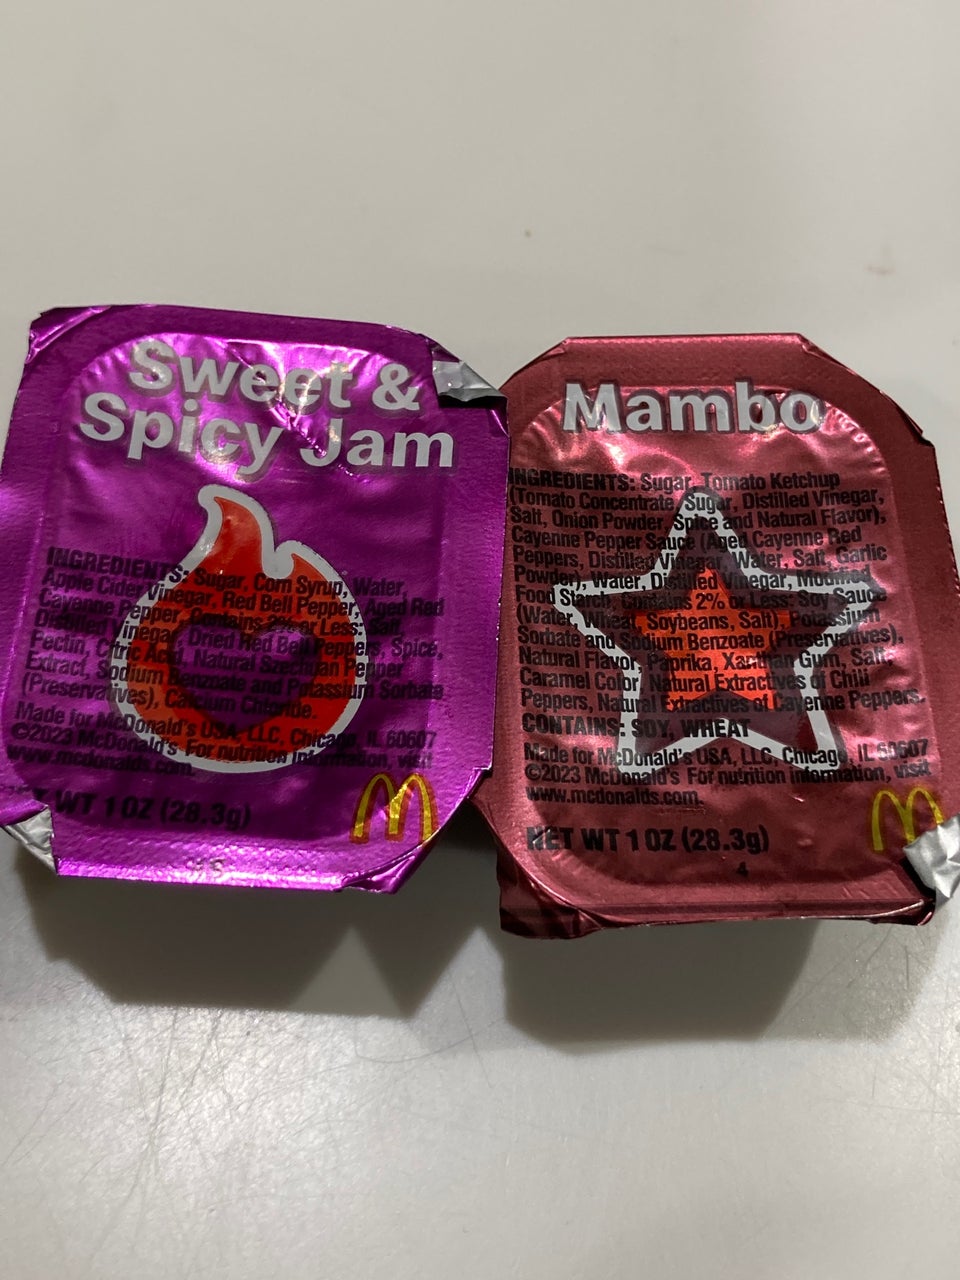 Sweet &
Spicy Jam
INGREDIENTS: Sugar, Corn Syrup, Water,
Apple Cider Vinegar, Red Bell Pepper, Aged Red
Cayenne Pepper, Contains 2% or Less: Salt,
Distilled Vinegar, Dried Red Bell Peppers, Spice,
Pectin, Citric Acid, Natural Szechuan Pepper
Extract, Sodium Benzoate and Potassium Sorbate
(Preservatives), Calcium Chloride.
Made for McDonald's USA, LLC, Chicago, IL 60607
©2023 McDonald's For nutrition information, visit
www.mcdonalds.com.
WT 1 OZ (28.3g)
Mambo
INGREDIENTS: Sugar, Tomato Ketchup
(Tomato Concentrate, Sugar, Distilled Vinegar,
Salt, Onion Powder, Spice and Natural Flavor),
Cayenne Pepper Sauce (Aged Cayenne Red
Peppers, Distilled Vinegar, Water, Salt, Garlic
Powder), Water, Distilled Vinegar, Modified
Food Starch, Contains 2% or Less: Soy Sauce
(Water, Wheat, Soybeans, Salt), Potassium
Sorbate and Sodium Benzoate (Preservatives),
Natural Flavor, Paprika, Xanthan Gum, Salt,
Caramel Color, Natural Extractives of Chili
Peppers, Natural Extractives of Cayenne Peppers.
CONTAINS: SOY, WHEAT
Made for McDonald's USA, LLC, Chicago, IL 60607
©2023 McDonald's For nutrition information, visit
www.mcdonalds.com.
NET WT 1 OZ (28.3g)
4